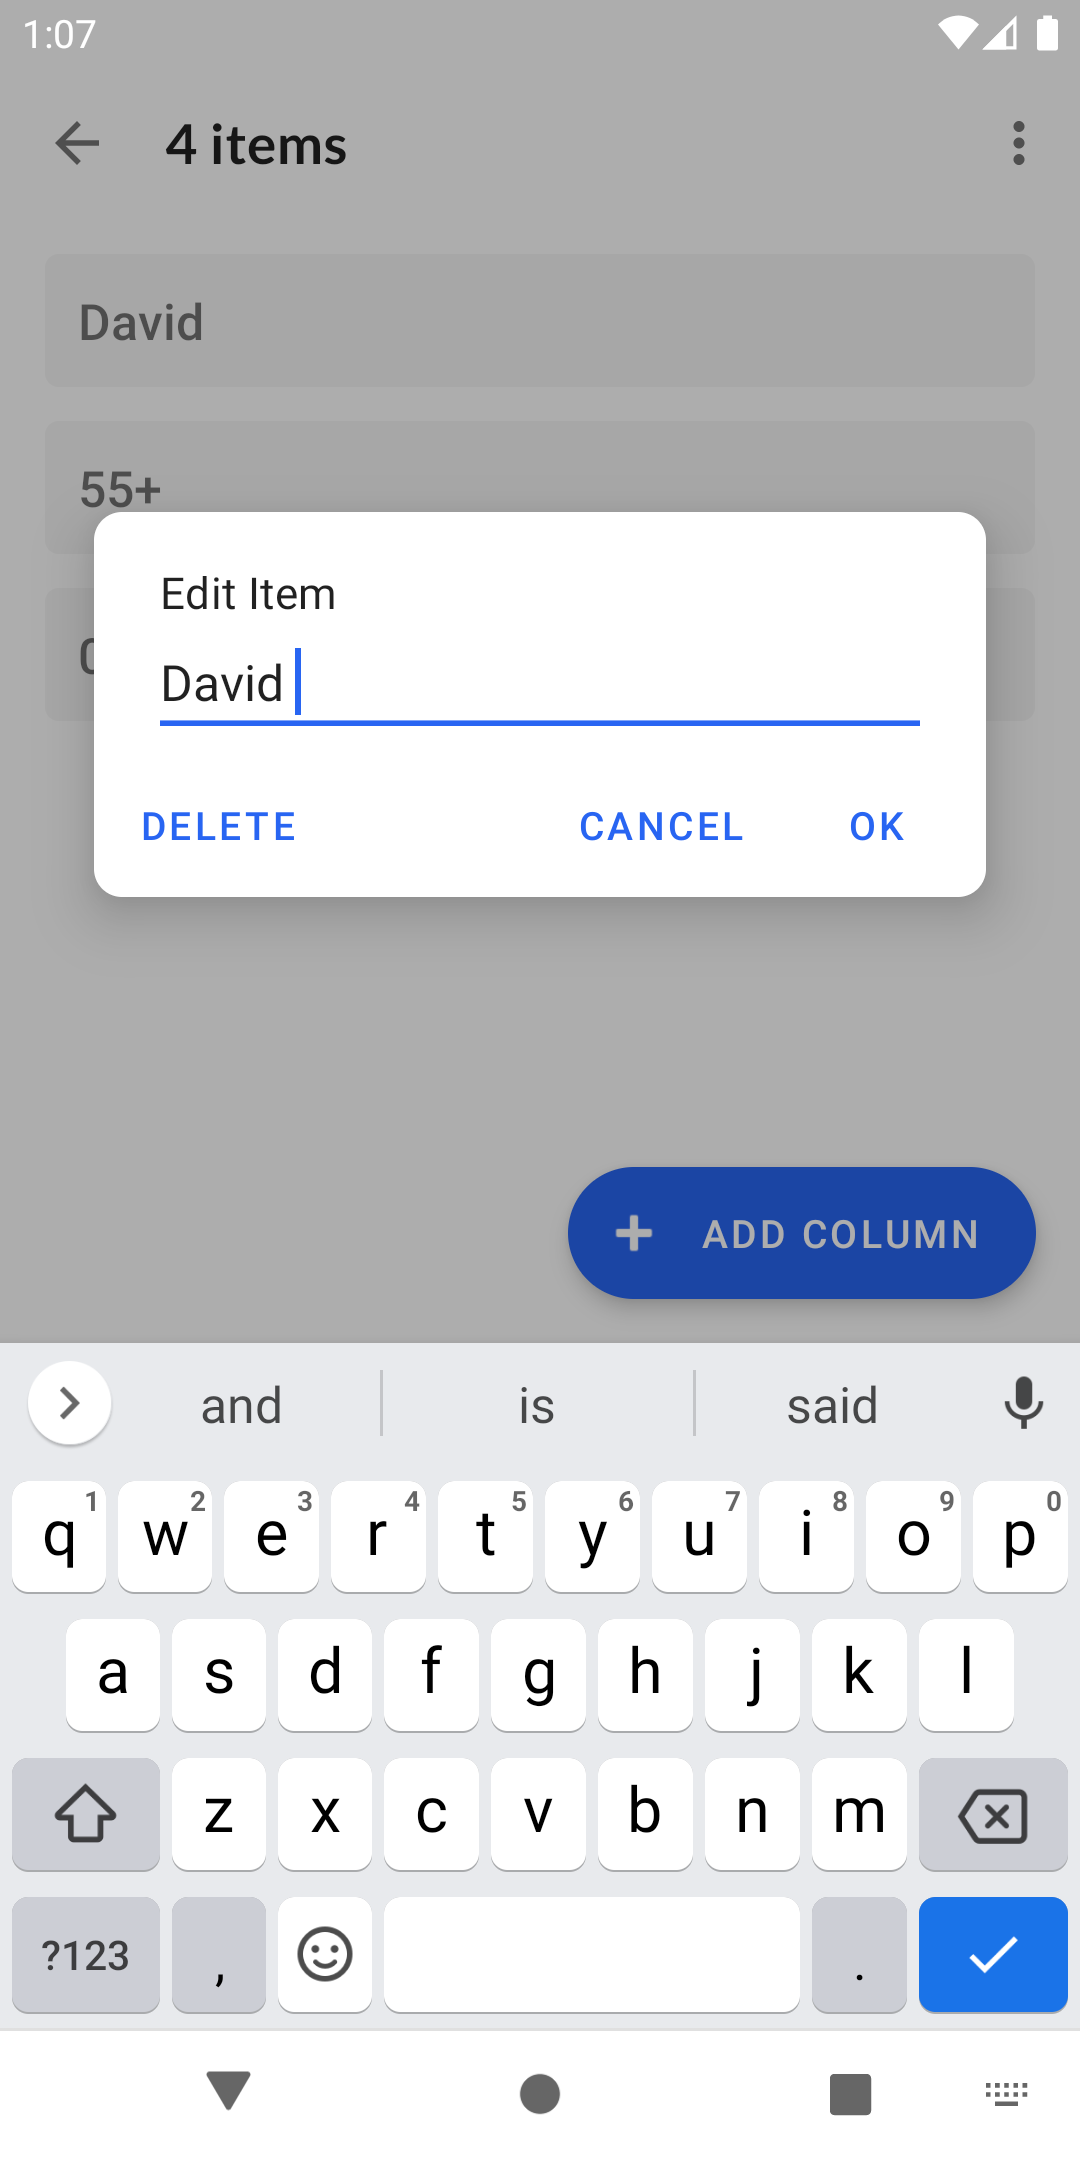 1:07
4 items
David
55+
Edit Item
David
DELETE CANCEL OK
ADD COLUMN
and is said
q 1 w 2 e 3 r 4 t 5 y 6 u 7 i 8 o 9 p 0
a s d f g h j k l
z x c v b n m
?123 , .